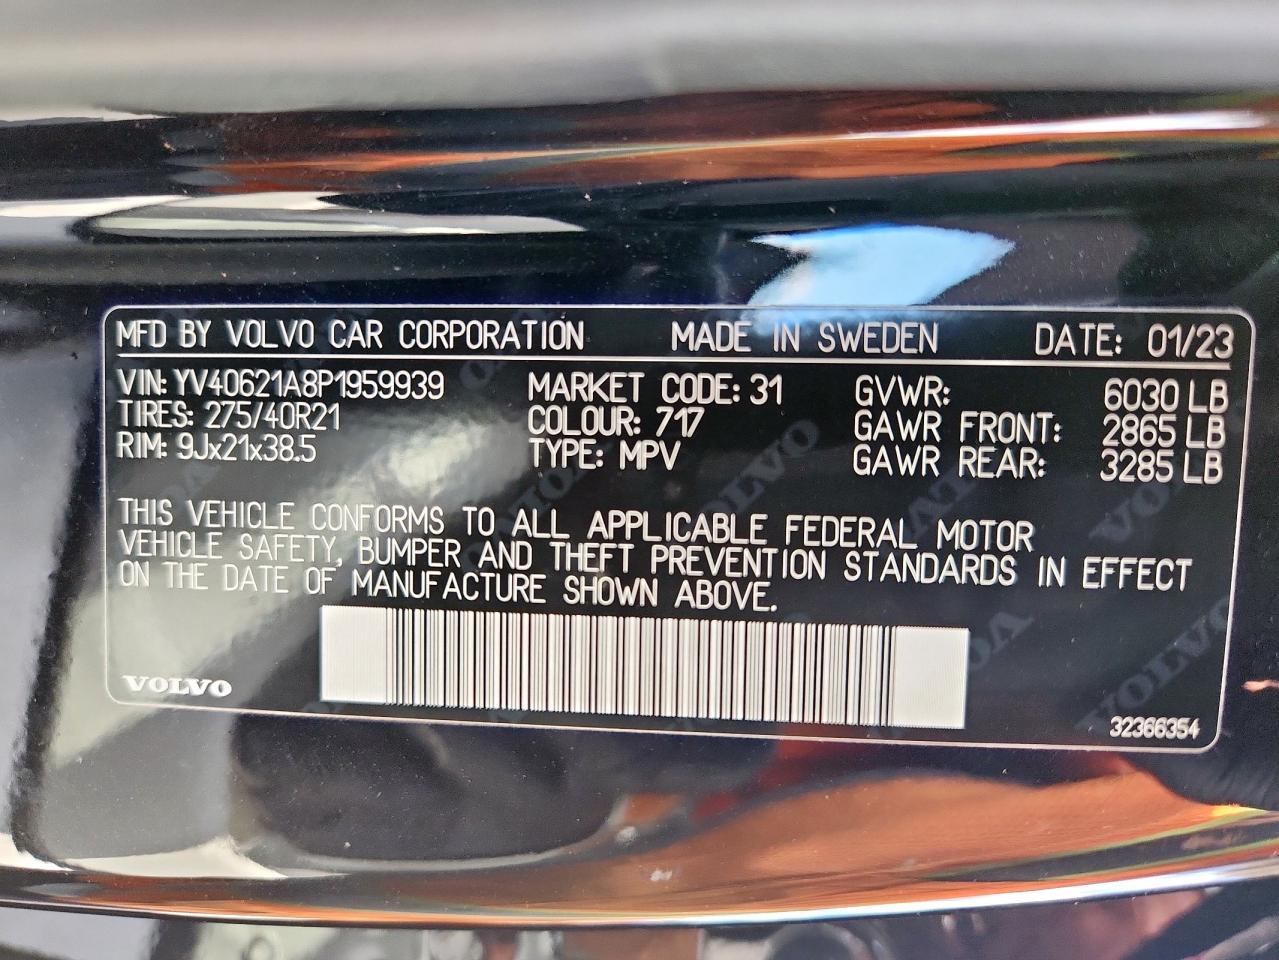 MFD BY VOLVO CAR CORPORATION MADE IN SWEDEN DATE: 01/23
VIN: YV40621A8P1959939 MARKET CODE: 31 GVWR: 6030 LB
TIRES: 275/40R21 COLOUR: 717 GAWR FRONT: 2865 LB
RIM: 9Jx21x38.5 TYPE: MPV GAWR REAR: 3285 LB
THIS VEHICLE CONFORMS TO ALL APPLICABLE FEDERAL MOTOR
VEHICLE SAFETY, BUMPER AND THEFT PREVENTION STANDARDS IN EFFECT
ON THE DATE OF MANUFACTURE SHOWN ABOVE.
VOLVO
32366354